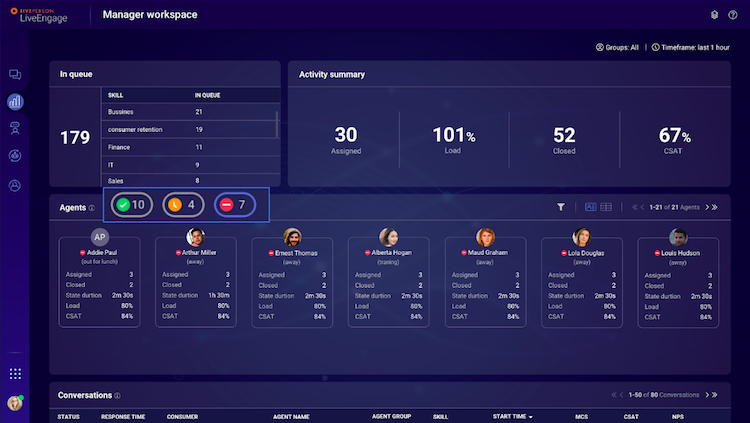 LIVEPERSON
LiveEngage
Manager workspace
Groups: All | Timeframe: last 1 hour
In queue
SKILL IN QUEUE
179
Bussines 21
consumer retention 19
Finance 11
IT 9
Sales 8
Activity summary
30 101% 52 67%
Assigned Load Closed CSAT
Agents
10 4 7
1-21 of 21 Agents
AP
Addie Paul
(out for lunch)
Assigned 3
Closed 2
State durtion 2m 30s
Load 80%
CSAT 84%
Arthur Miller
(away)
Assigned 3
Closed 2
State durtion 1h 30m
Load 80%
CSAT 84%
Ernest Thomas
(away)
Assigned 3
Closed 2
State durtion 2m 30s
Load 80%
CSAT 84%
Alberta Hogan
(training)
Assigned 3
Closed 2
State durtion 2m 30s
Load 80%
CSAT 84%
Maud Graham
(away)
Assigned 3
Closed 2
State durtion 2m 30s
Load 80%
CSAT 84%
Lola Douglas
(away)
Assigned 3
Closed 2
State durtion 2m 30s
Load 80%
CSAT 84%
Louis Hudson
(away)
Assigned 3
Closed 2
State durtion 2m 30s
Load 80%
CSAT 84%
Conversations
1-50 of 80 Conversations
STATUS RESPONSE TIME CONSUMER AGENT NAME AGENT GROUP SKILL START TIME MCS CSAT NPS